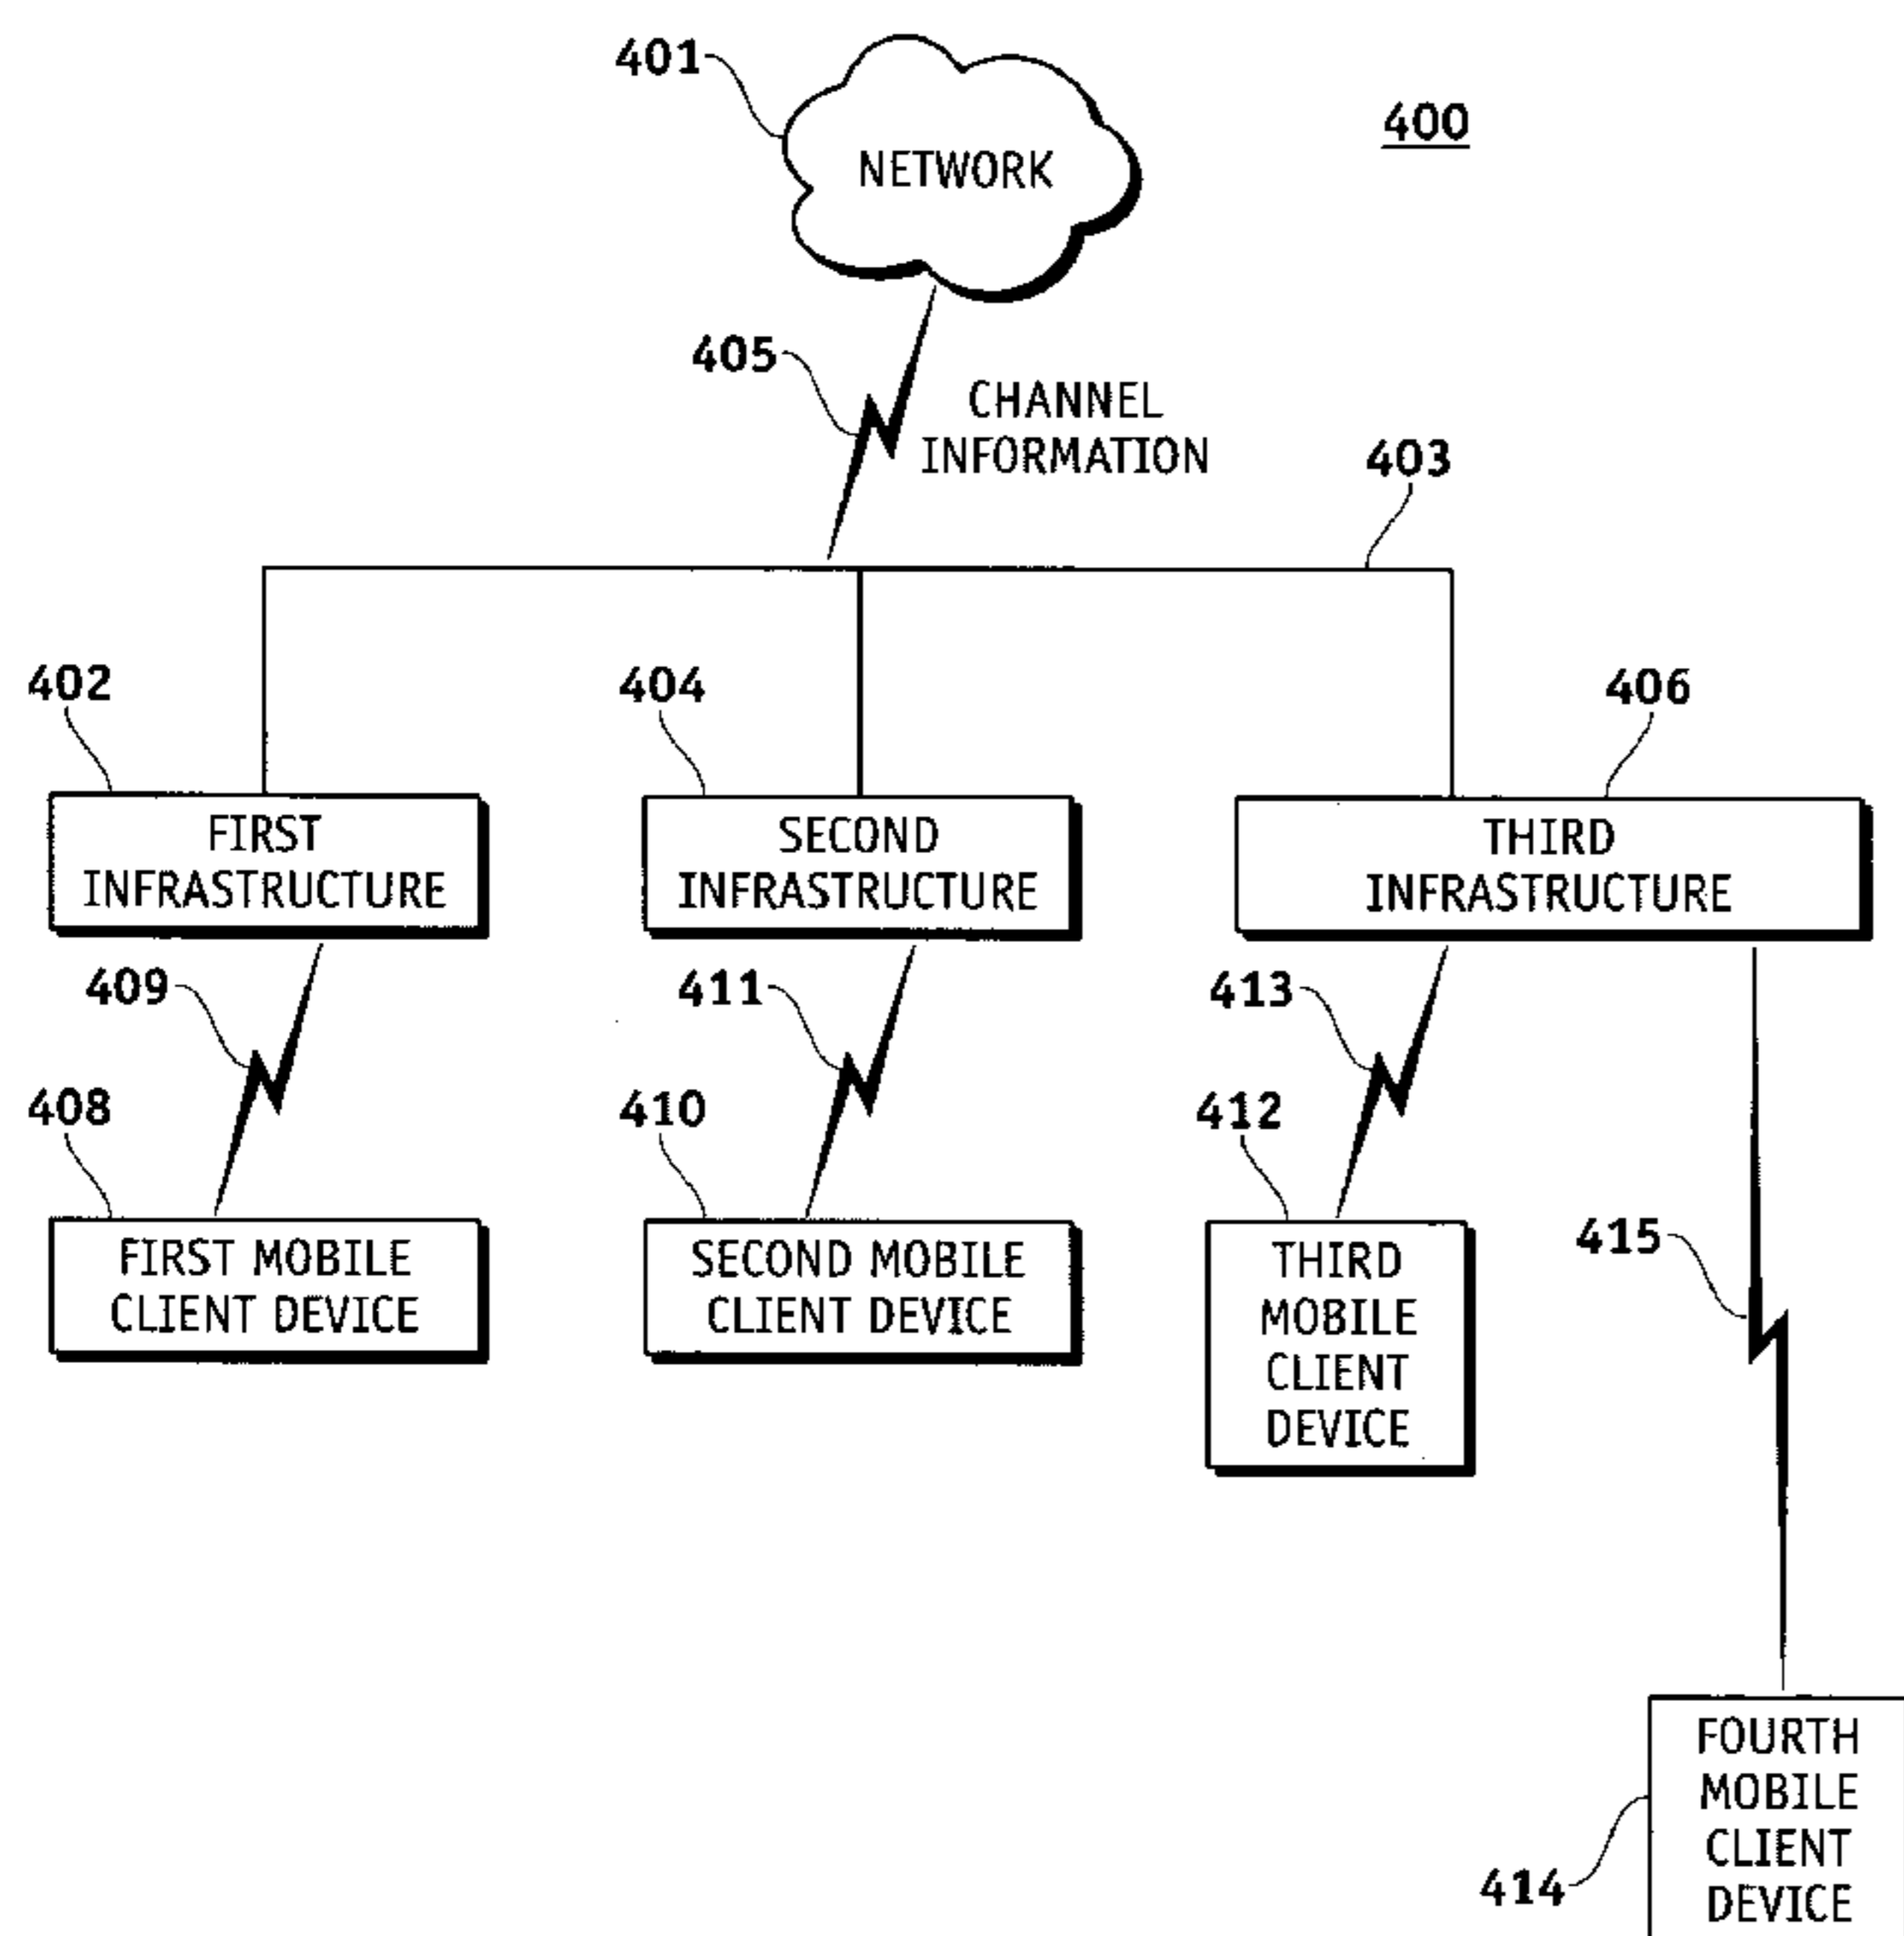 401
NETWORK
400
405
CHANNEL
INFORMATION
403
402
404
406
FIRST
INFRASTRUCTURE
SECOND
INFRASTRUCTURE
THIRD
INFRASTRUCTURE
409
411
413
408
410
412
415
FIRST MOBILE
CLIENT DEVICE
SECOND MOBILE
CLIENT DEVICE
THIRD
MOBILE
CLIENT
DEVICE
FOURTH
MOBILE
CLIENT
DEVICE
414